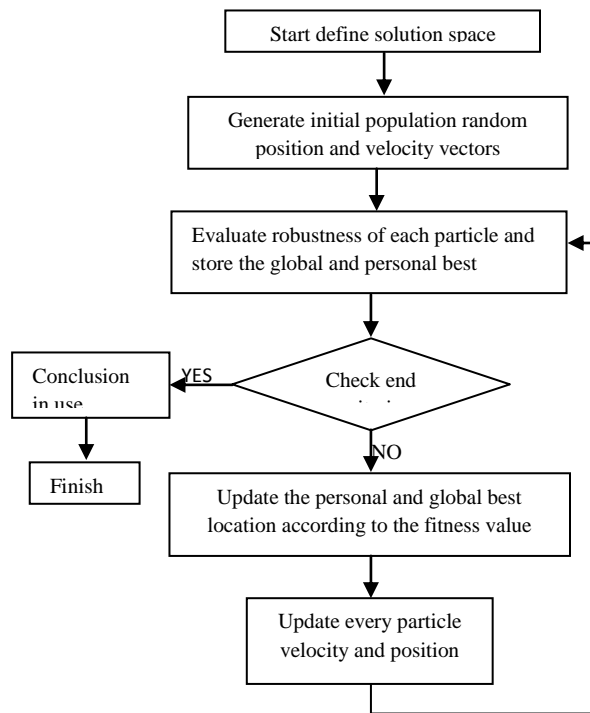 Start define solution space
Generate initial population random
position and velocity vectors
Evaluate robustness of each particle and
store the global and personal best
Check end
YES
Conclusion
in use
Finish
NO
Update the personal and global best
location according to the fitness value
Update every particle
velocity and position